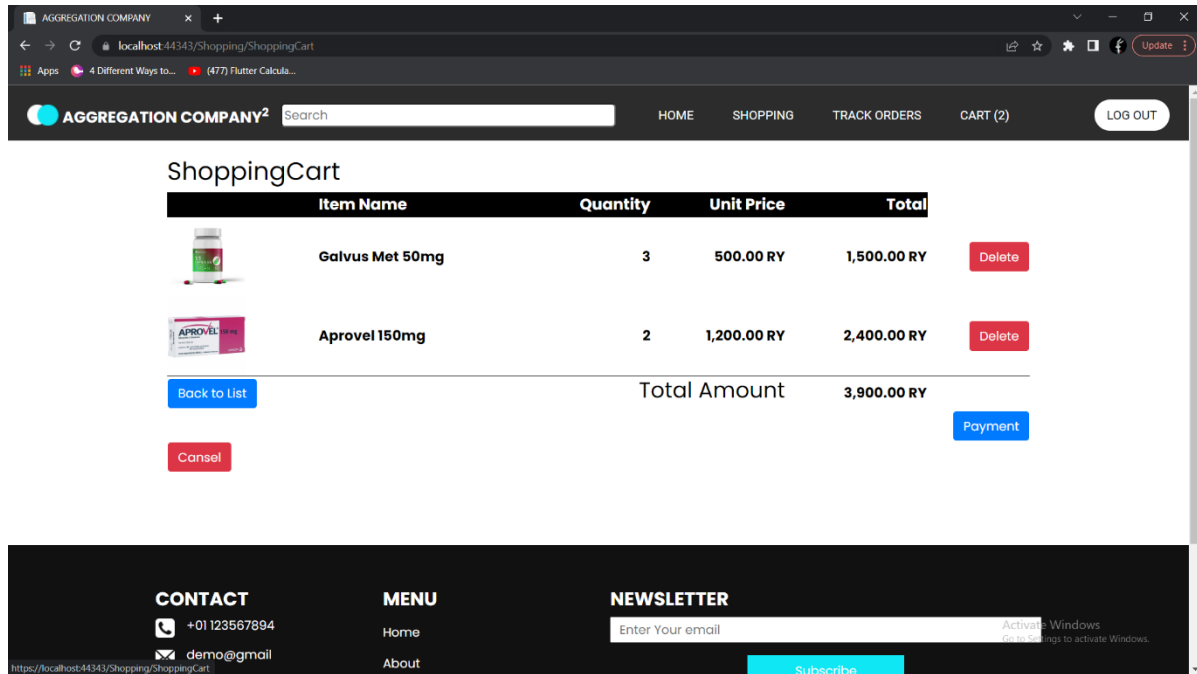 AGGREGATION COMPANY
localhost:44343/Shopping/ShoppingCart
Update
Apps 4 Different Ways to... (477) Flutter Calcula...
AGGREGATION COMPANY² Search HOME SHOPPING TRACK ORDERS CART (2) LOG OUT
ShoppingCart
Item Name Quantity Unit Price Total
Galvus Met 50mg 3 500.00 RY 1,500.00 RY Delete
APROVEL
Aprovel 150mg 2 1,200.00 RY 2,400.00 RY Delete
Back to List Total Amount 3,900.00 RY
Payment
Cansel
CONTACT MENU NEWSLETTER
+01 123567894 Home Enter Your email
demo@gmail About Subscribe
Activate Windows
Go to Settings to activate Windows.
https://localhost:44343/Shopping/ShoppingCart